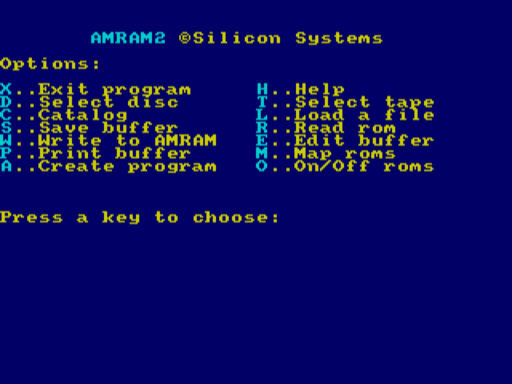 AMRAM2 ©Silicon Systems
Options:
X..Exit program H..Help
D..Select disc T..Select tape
C..Catalog L..Load a file
S..Save buffer R..Read rom
W..Write to AMRAM E..Edit buffer
P..Print buffer M..Map roms
A..Create program O..On/Off roms
Press a key to choose: